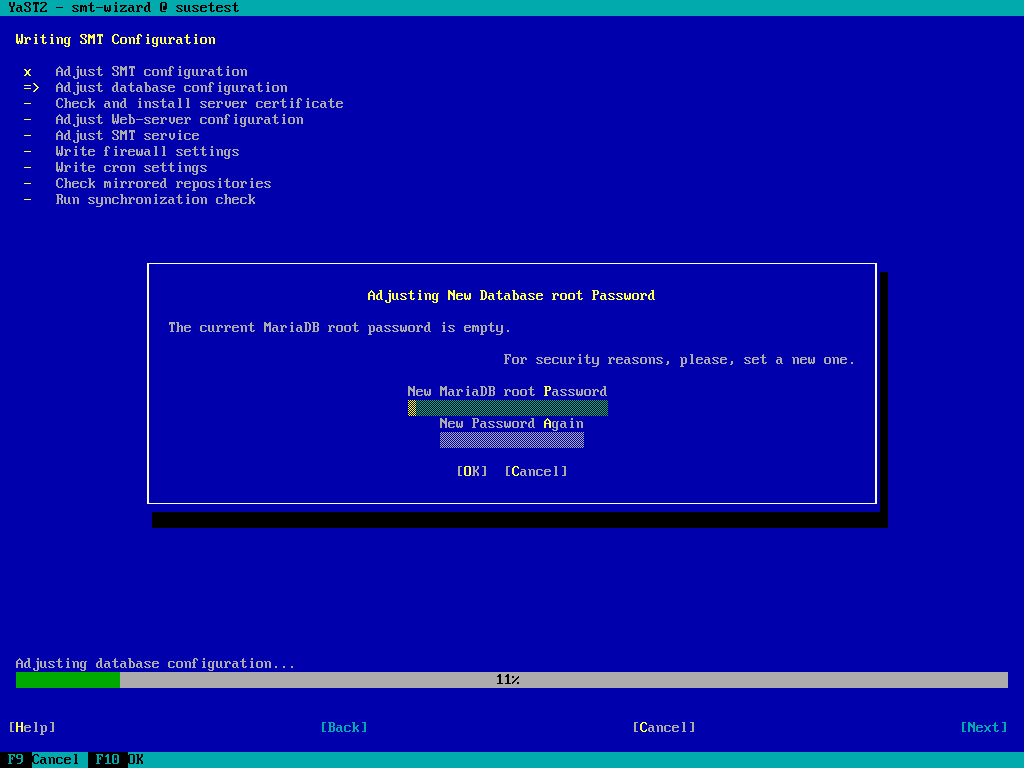 YaST2 - smt-wizard @ susetest
Writing SMT Configuration
x Adjust SMT configuration
=> Adjust database configuration
- Check and install server certificate
- Adjust Web-server configuration
- Adjust SMT service
- Write firewall settings
- Write cron settings
- Check mirrored repositories
- Run synchronization check
Adjusting New Database root Password
The current MariaDB root password is empty.
For security reasons, please, set a new one.
New MariaDB root Password
New Password Again
[OK] [Cancel]
Adjusting database configuration...
11%
[Help] [Back] [Cancel] [Next]
F9 Cancel F10 OK